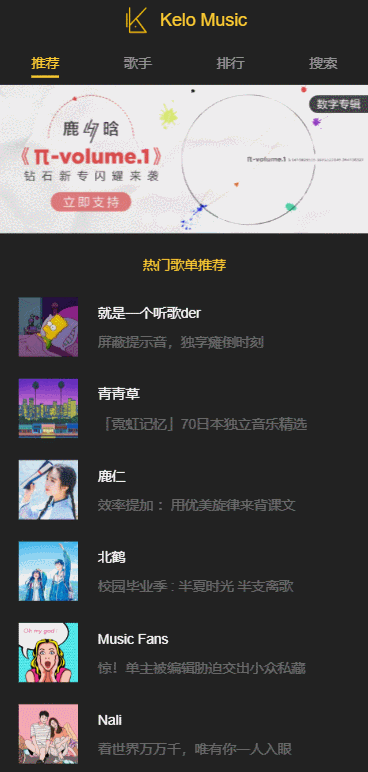 Kelo Music
推荐 歌手 排行 搜索
数字专辑
鹿晗
《π-volume.1》
钻石新专闪耀来袭
立即支持
π-volume.1
热门歌单推荐
就是一个听歌der
屏蔽提示音，独享瘫倒时刻
青青草
「霓虹记忆」70日本独立音乐精选
鹿仁
效率提加 ：用优美旋律来背课文
北鹤
校园毕业季 : 半夏时光 半支离歌
Oh my god!
Music Fans
惊！单主被编辑胁迫交出小众私藏
Nali
看世界万万千，唯有你一人入眼